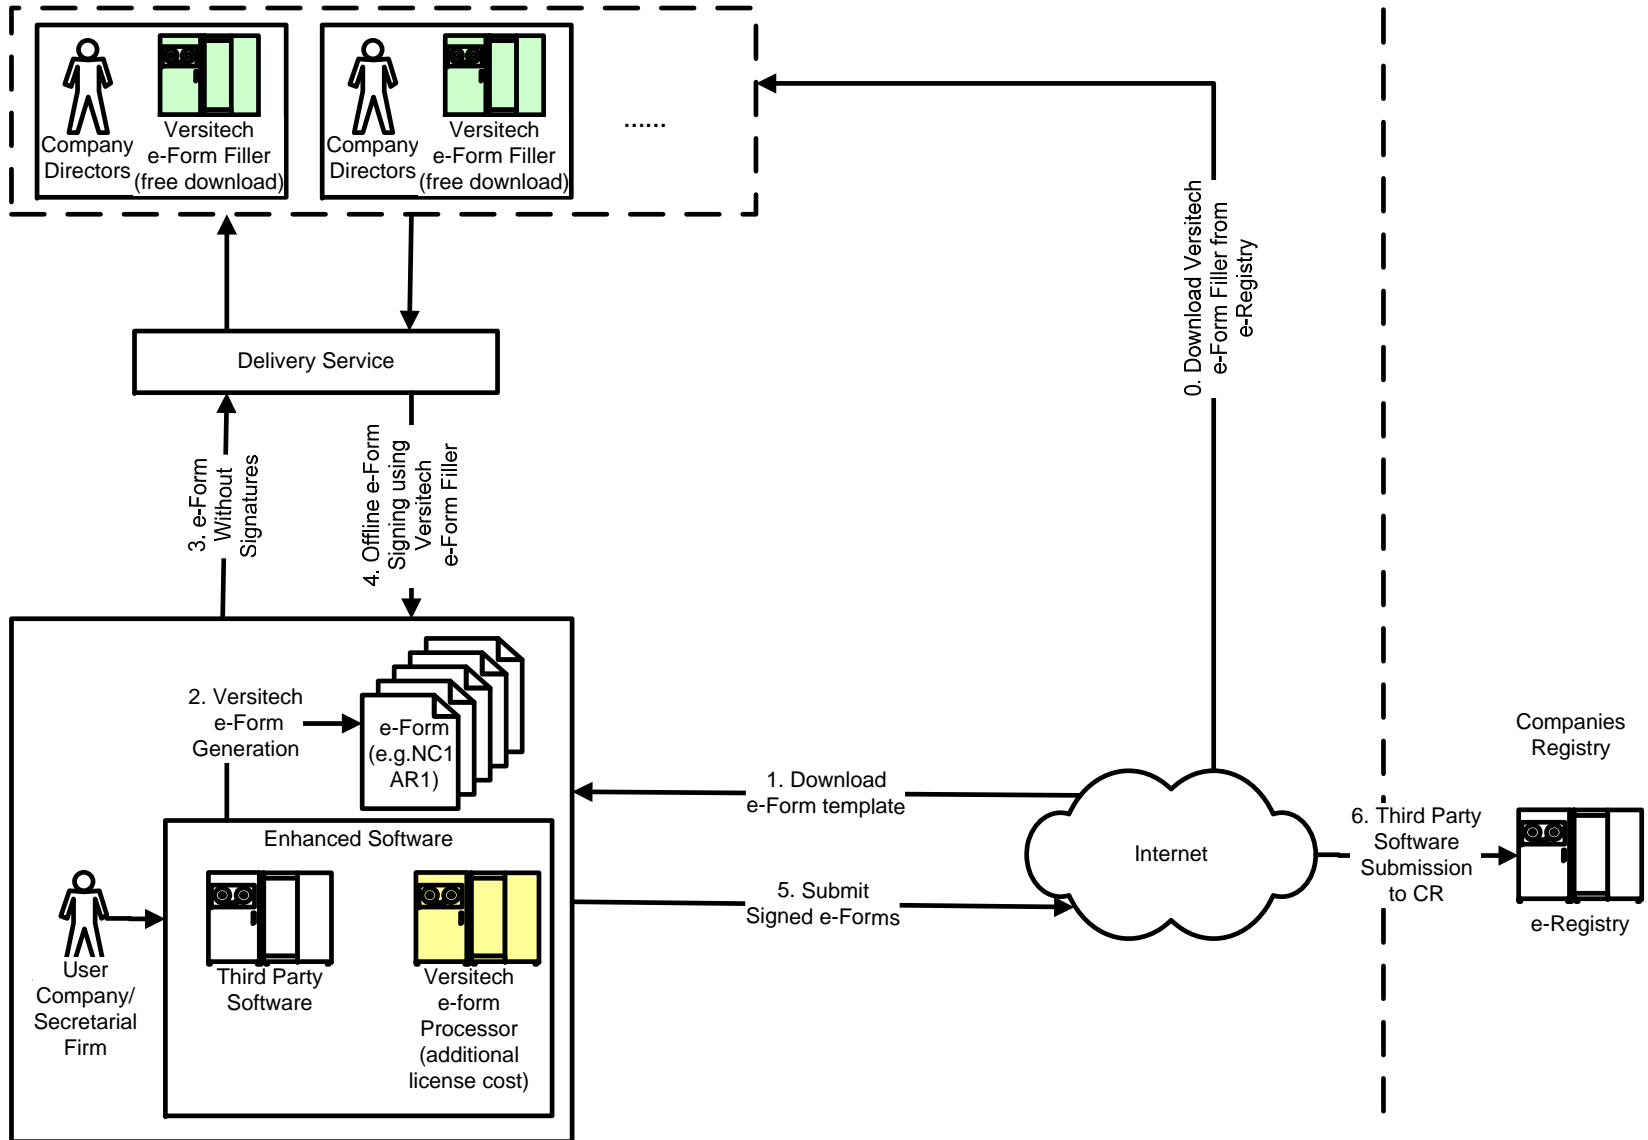 Company
Directors
Versitech
e-Form Filler
(free download)
Company
Directors
Versitech
e-Form Filler
(free download)
......
0. Download Versitech
e-Form Filler from
e-Registry
Delivery Service
3. e-Form
Without
Signatures
4. Offline e-Form
Signing using
Versitech
e-Form Filler
2. Versitech
e-Form
Generation
e-Form
(e.g.NC1
AR1)
1. Download
e-Form template
Companies
Registry
Enhanced Software
Internet
6. Third Party
Software
Submission
to CR
e-Registry
5. Submit
Signed e-Forms
User
Company/
Secretarial
Firm
Third Party
Software
Versitech
e-form
Processor
(additional
license cost)